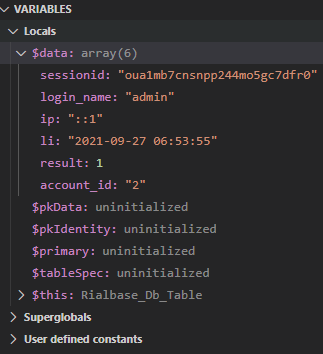 VARIABLES
Locals
$data: array(6)
sessionid: "oua1mb7cnsnpp244mo5gc7dfr0"
login_name: "admin"
ip: "::1"
li: "2021-09-27 06:53:55"
result: 1
account_id: "2"
$pkData: uninitialized
$pkIdentity: uninitialized
$primary: uninitialized
$tableSpec: uninitialized
$this: Rialbase_Db_Table
Superglobals
User defined constants